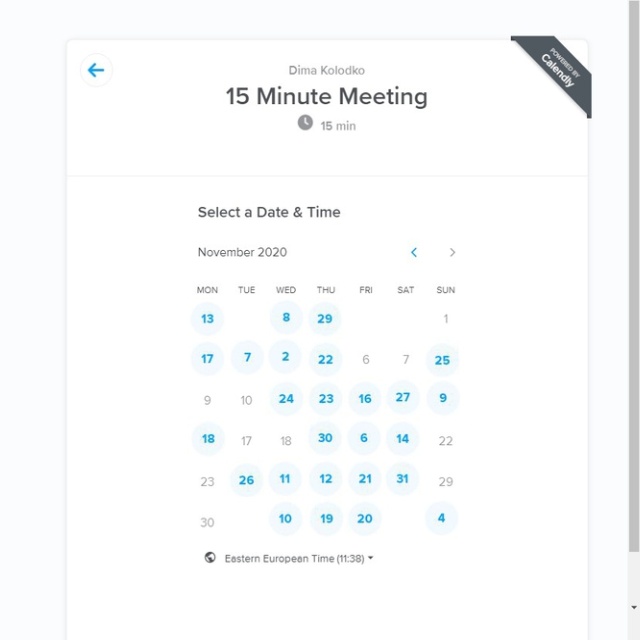 POWERED BY
Calendly
Dima Kolodko
15 Minute Meeting
15 min
Select a Date & Time
November 2020
MON TUE WED THU FRI SAT SUN
13 8 29 1
17 7 2 22 6 7 25
9 10 24 23 16 27 9
18 17 18 30 6 14 22
23 26 11 12 21 31 29
30 10 19 20 4
Eastern European Time (11:38)